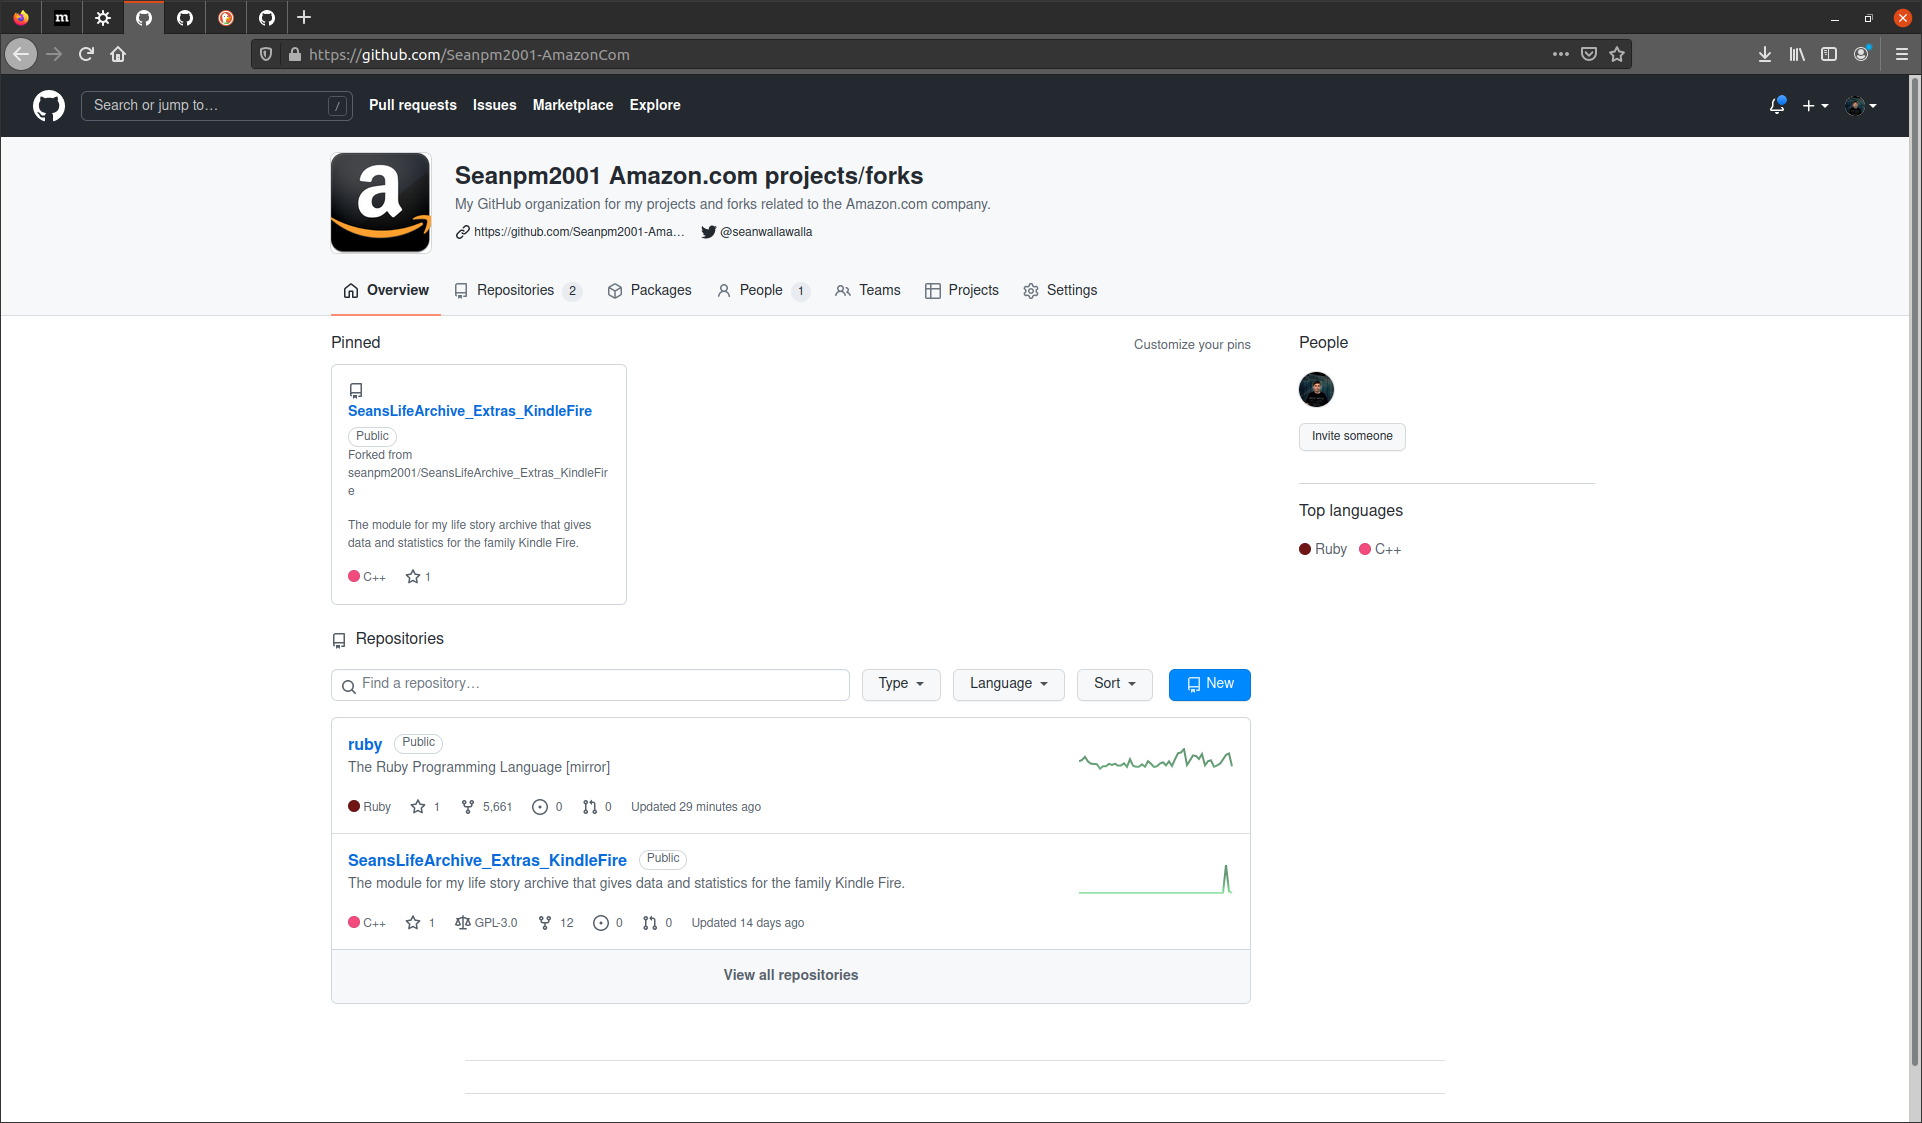 m
https://github.com/Seanpm2001-AmazonCom
Search or jump to… /
Pull requests Issues Marketplace Explore
a
Seanpm2001 Amazon.com projects/forks
My GitHub organization for my projects and forks related to the Amazon.com company.
https://github.com/Seanpm2001-Ama… @seanwallawalla
Overview Repositories 2 Packages People 1 Teams Projects Settings
Pinned
Customize your pins
SeansLifeArchive_Extras_KindleFire
Public
Forked from
seanpm2001/SeansLifeArchive_Extras_KindleFir
e
The module for my life story archive that gives
data and statistics for the family Kindle Fire.
C++ 1
People
Invite someone
Top languages
Ruby C++
Repositories
Find a repository…
Type Language Sort New
ruby Public
The Ruby Programming Language [mirror]
Ruby 1 5,661 0 0 Updated 29 minutes ago
SeansLifeArchive_Extras_KindleFire Public
The module for my life story archive that gives data and statistics for the family Kindle Fire.
C++ 1 GPL-3.0 12 0 0 Updated 14 days ago
View all repositories